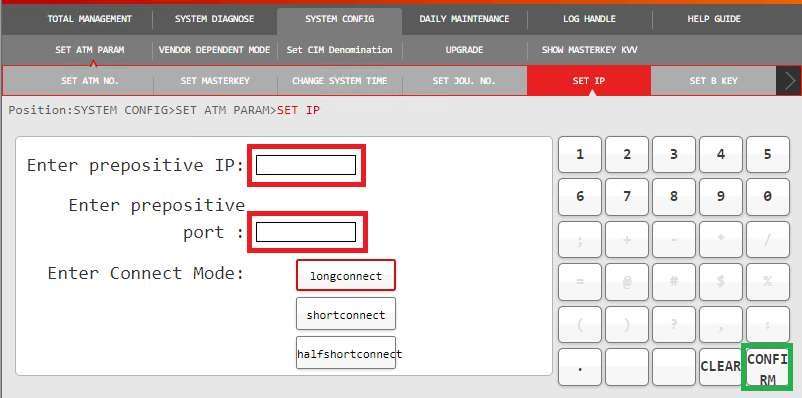 TOTAL MANAGEMENT SYSTEM DIAGNOSE SYSTEM CONFIG DAILY MAINTENANCE LOG HANDLE HELP GUIDE
SET ATM PARAM VENDOR DEPENDENT MODE Set CIM Denomination UPGRADE SHOW MASTERKEY KVV
SET ATM NO. SET MASTERKEY CHANGE SYSTEM TIME SET JOU. NO. SET IP SET B KEY
Position:SYSTEM CONFIG>SET ATM PARAM>SET IP
Enter prepositive IP:
Enter prepositive
port :
Enter Connect Mode:
longconnect
shortconnect
halfshortconnect
1 2 3 4 5
6 7 8 9 0
; + - * /
= @ # $ %
( ) ? , :
. CLEAR CONFI
RM